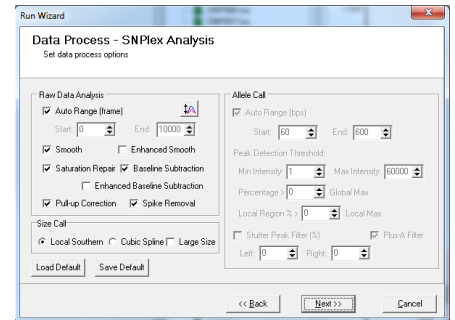 Run Wizard
Data Process - SNPlex Analysis
Set data process options
Raw Data Analysis
Auto Range (frame)
Start: 0 End: 10000
Smooth Enhanced Smooth
Saturation Repair Baseline Subtraction
Enhanced Baseline Subtraction
Pull-up Correction Spike Removal
Size Call
Local Southern Cubic Spline Large Size
Load Default Save Default
Allele Call
Auto Range (bps)
Start: 60 End: 600
Peak Detection Threshold:
Min Intensity: 1 Max Intensity: 60000
Percentage > 0 Global Max
Local Region % > 0 Local Max
Stutter Peak Filter (%) Plus-A Filter
Left: 0 Right: 0
<< Back Next >> Cancel